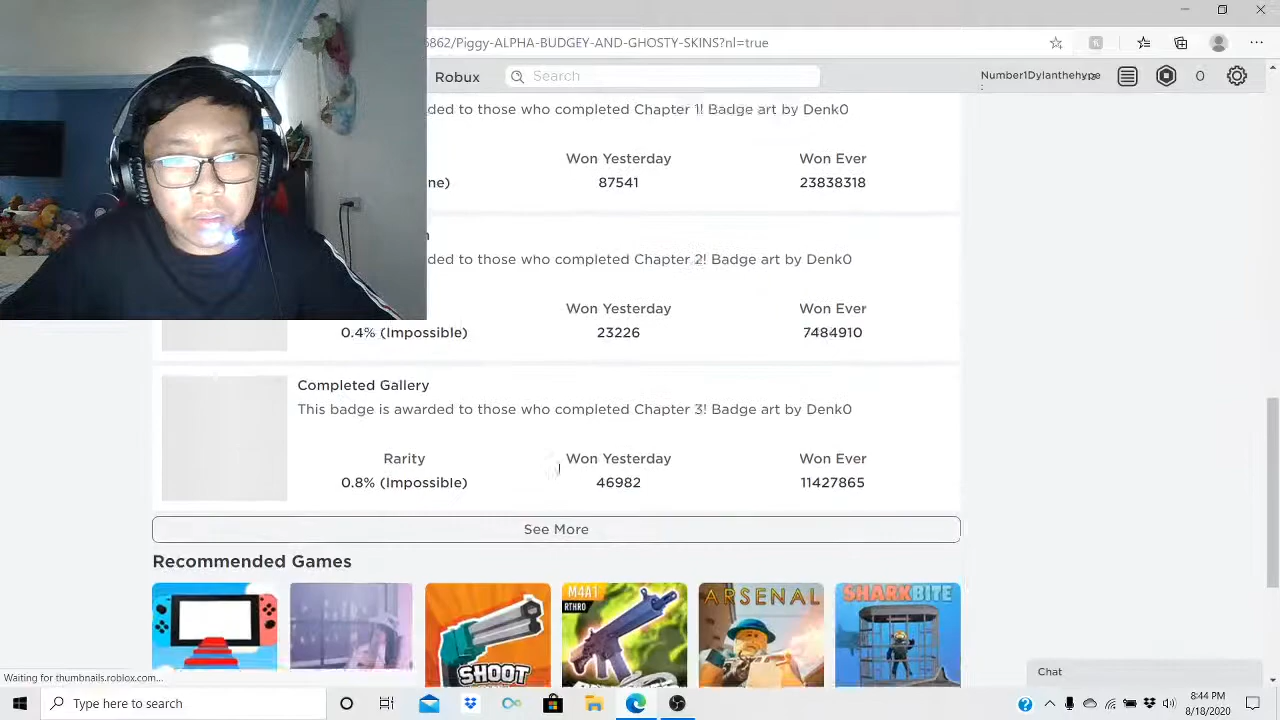 5862/Piggy-ALPHA-BUDGEY-AND-GHOSTY-SKINS?nl=true
Robux
Search
Number1Dylanthehype
:
0
ded to those who completed Chapter 1! Badge art by Denk0
Won Yesterday
Won Ever
ne)
87541
23838318
ded to those who completed Chapter 2! Badge art by Denk0
Won Yesterday
Won Ever
0.4% (Impossible)
23226
7484910
Completed Gallery
This badge is awarded to those who completed Chapter 3! Badge art by Denk0
Rarity
Won Yesterday
Won Ever
0.8% (Impossible)
46982
11427865
See More
Recommended Games
SHOOT
M4A1
RTHRO
ARSENAL
SHARKBITE
Waiting for thumbnails.roblox.com...
Chat
Type here to search
8:44 PM
8/18/2020